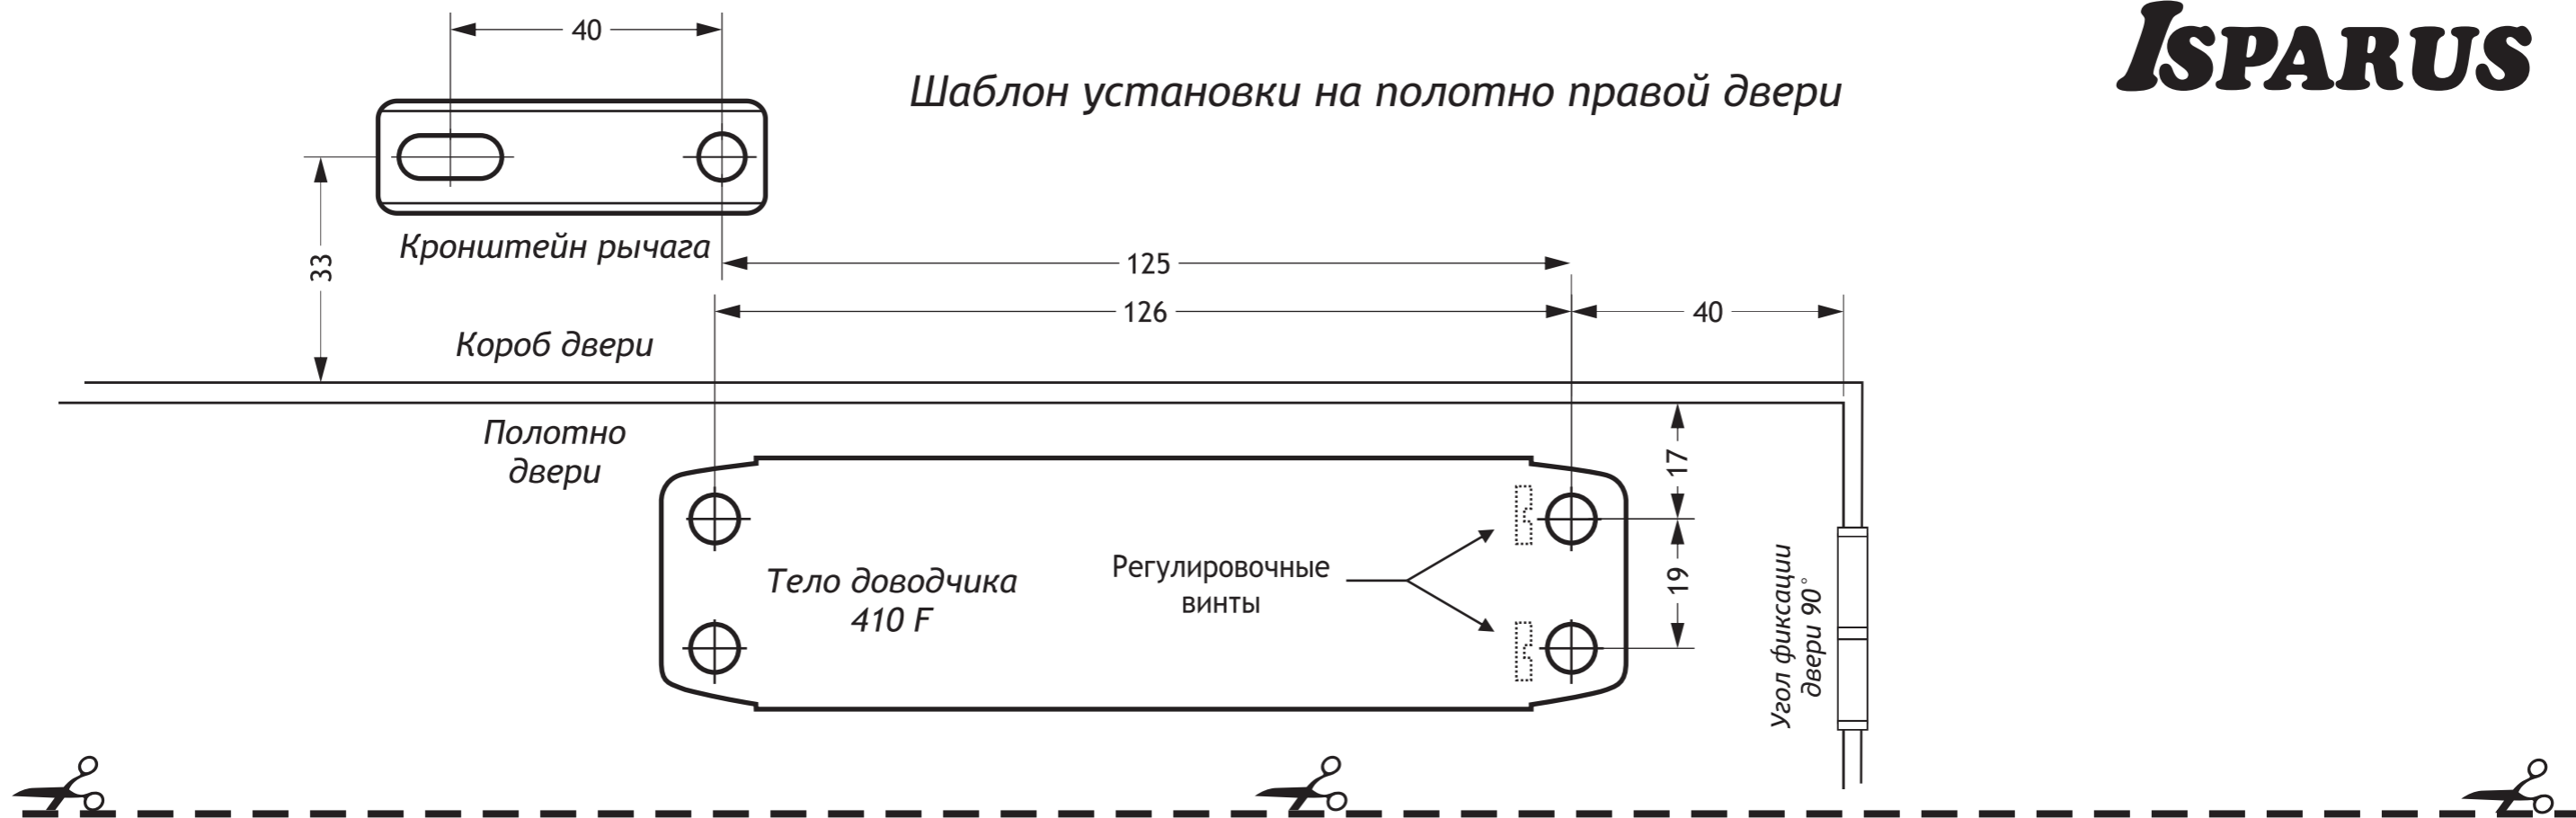 40
ISPARUS
Шаблон установки на полотно правой двери
Кронштейн рычага
33
125
126
40
Короб двери
Полотно
двери
17
Тело доводчика
410 F
Регулировочные
винты
19
Угол фиксации
двери 90°